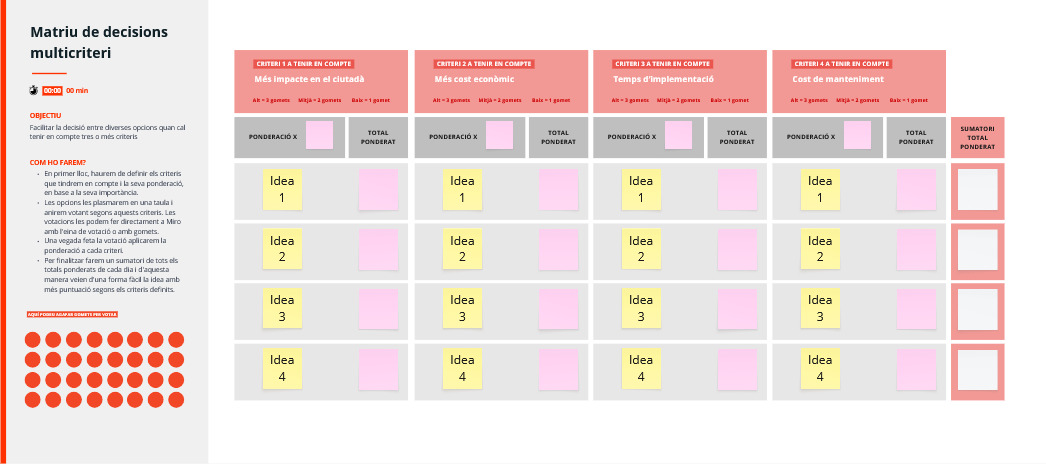 Matriu de decisions
multicriteri
00:00 00 min
OBJECTIU
Facilitar la decisió entre diverses opcions quan cal
tenir en compte tres o més criteris
COM HO FAREM?
• En primer lloc, haurem de definir els criteris
que tindrem en compte i la seva ponderació,
en base a la seva importància.
• Les opcions les plasmarem en una taula i
anirem votant segons aquests criteris. Les
votacions les podem fer directament a Miro
amb l'eina de votació o amb gomets.
• Una vegada feta la votació aplicarem la
ponderació a cada criteri.
• Per finalitzar farem un sumatori de tots els
totals ponderats de cada dia i d'aquesta
manera veien d'una forma fàcil la idea amb
més puntuació segons els criteris definits.
AQUÍ PODEU AGAFAR GOMETS PER VOTAR
CRITERI 1 A TENIR EN COMPTE
Més impacte en el ciutadà
Alt = 3 gomets Mitjà = 2 gomets Baix = 1 gomet
CRITERI 2 A TENIR EN COMPTE
Més cost econòmic
Alt = 3 gomets Mitjà = 2 gomets Baix = 1 gomet
CRITERI 3 A TENIR EN COMPTE
Temps d'implementació
Alt = 3 gomets Mitjà = 2 gomets Baix = 1 gomet
CRITERI 4 A TENIR EN COMPTE
Cost de manteniment
Alt = 3 gomets Mitjà = 2 gomets Baix = 1 gomet
PONDERACIÓ X
TOTAL
PONDERAT
PONDERACIÓ X
TOTAL
PONDERAT
PONDERACIÓ X
TOTAL
PONDERAT
PONDERACIÓ X
TOTAL
PONDERAT
SUMATORI
TOTAL
PONDERAT
Idea
1
Idea
1
Idea
1
Idea
1
Idea
2
Idea
2
Idea
2
Idea
2
Idea
3
Idea
3
Idea
3
Idea
3
Idea
4
Idea
4
Idea
4
Idea
4